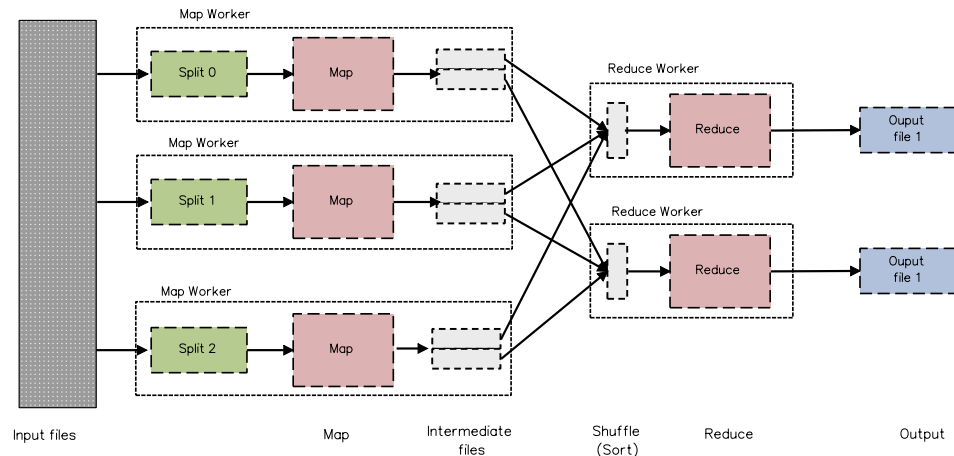 Map Worker
Split 0
Map
Map Worker
Split 1
Map
Map Worker
Split 2
Map
Reduce Worker
Reduce
Ouput
file 1
Reduce Worker
Reduce
Ouput
file 1
Input files
Map
Intermediate
files
Shuffle
(Sort)
Reduce
Output